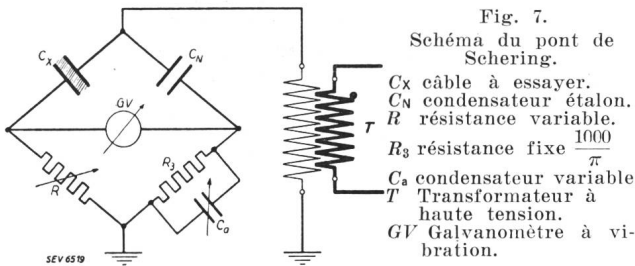 Fig. 7.
Schéma du pont de
Schering.
Cx câble à essayer.
CN condensateur étalon.
R résistance variable.
R3 résistance fixe 1000/π
Ca condensateur variable
T Transformateur à
haute tension.
GV Galvanomètre à vi-
bration.
Cx
CN
GV
T
R
R3
Ca
SEV 6519